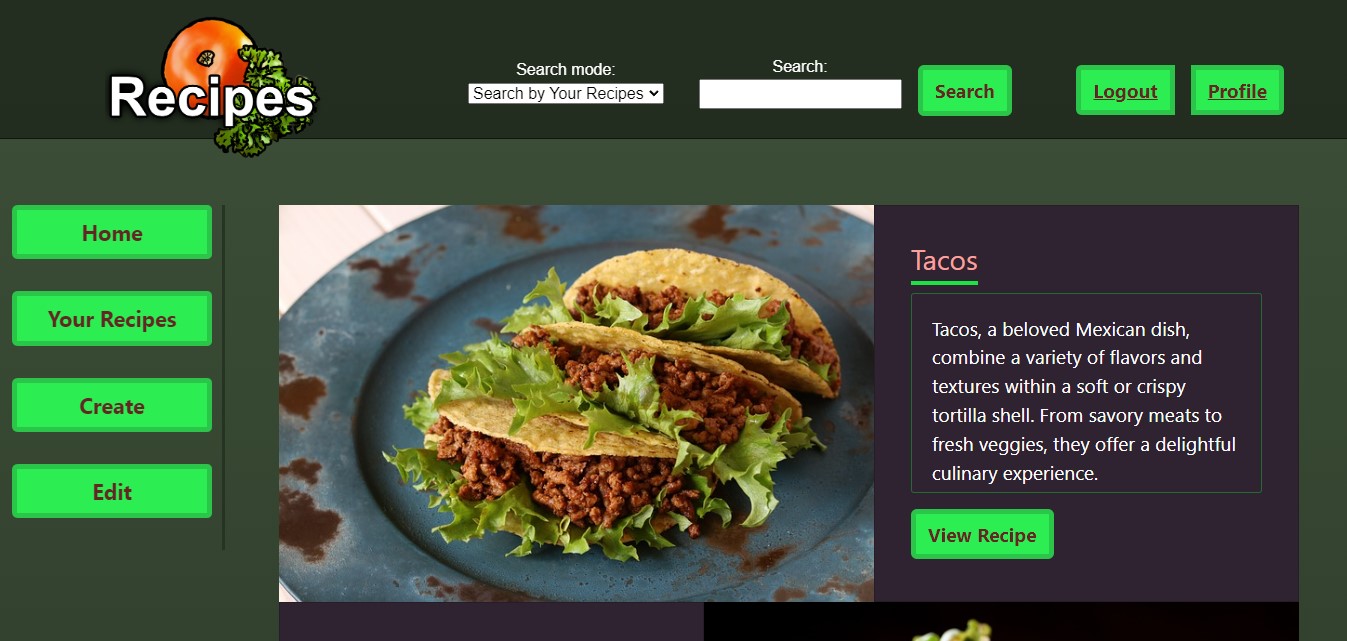 Recipes
Search mode:
Search by Your Recipes
Search:
Search
Logout
Profile
Home
Your Recipes
Create
Edit
Tacos
Tacos, a beloved Mexican dish,
combine a variety of flavors and
textures within a soft or crispy
tortilla shell. From savory meats to
fresh veggies, they offer a delightful
culinary experience.
View Recipe